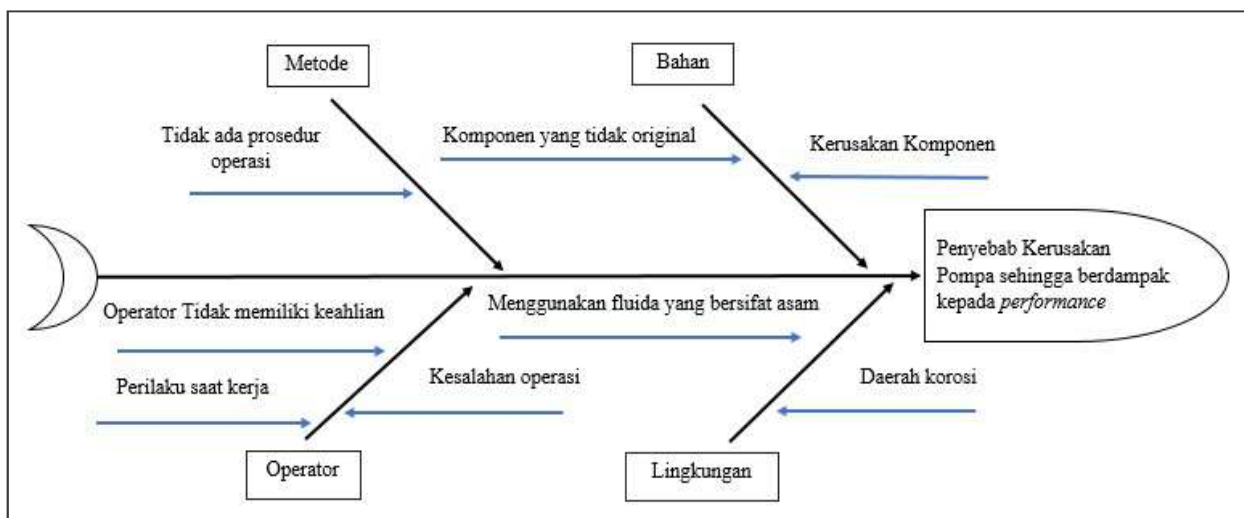 Metode
Bahan
Tidak ada prosedur
operasi
Komponen yang tidak original
Kerusakan Komponen
Penyebab Kerusakan
Pompa sehingga berdampak
kepada performance
Operator Tidak memiliki keahlian
Menggunakan fluida yang bersifat asam
Perilaku saat kerja
Kesalahan operasi
Daerah korosi
Operator
Lingkungan